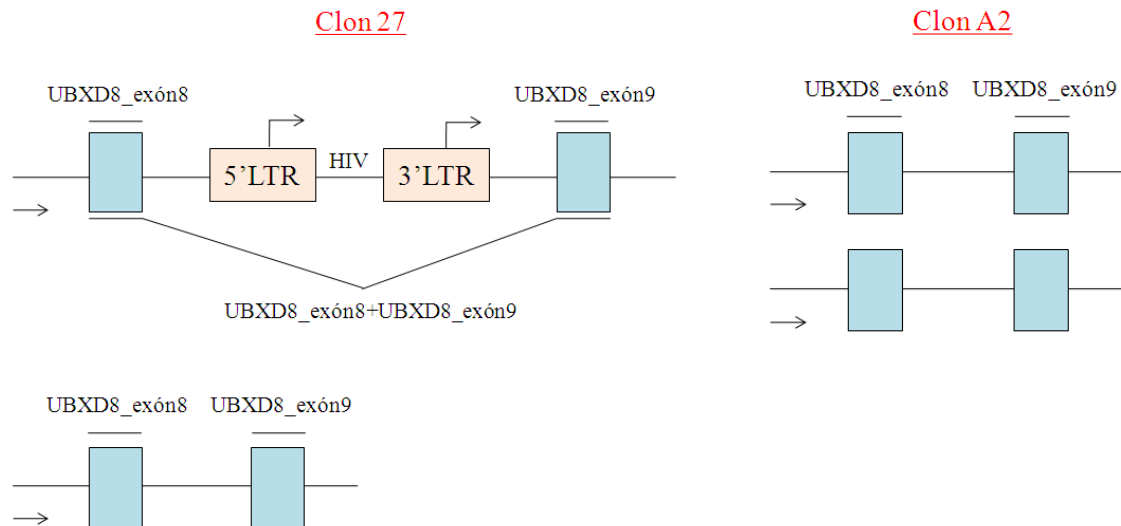 Clon 27
Clon A2
UBXD8_exón8
UBXD8_exón9
UBXD8_exón8
UBXD8_exón9
5'LTR
HIV
3'LTR
UBXD8_exón8+UBXD8_exón9
UBXD8_exón8
UBXD8_exón9